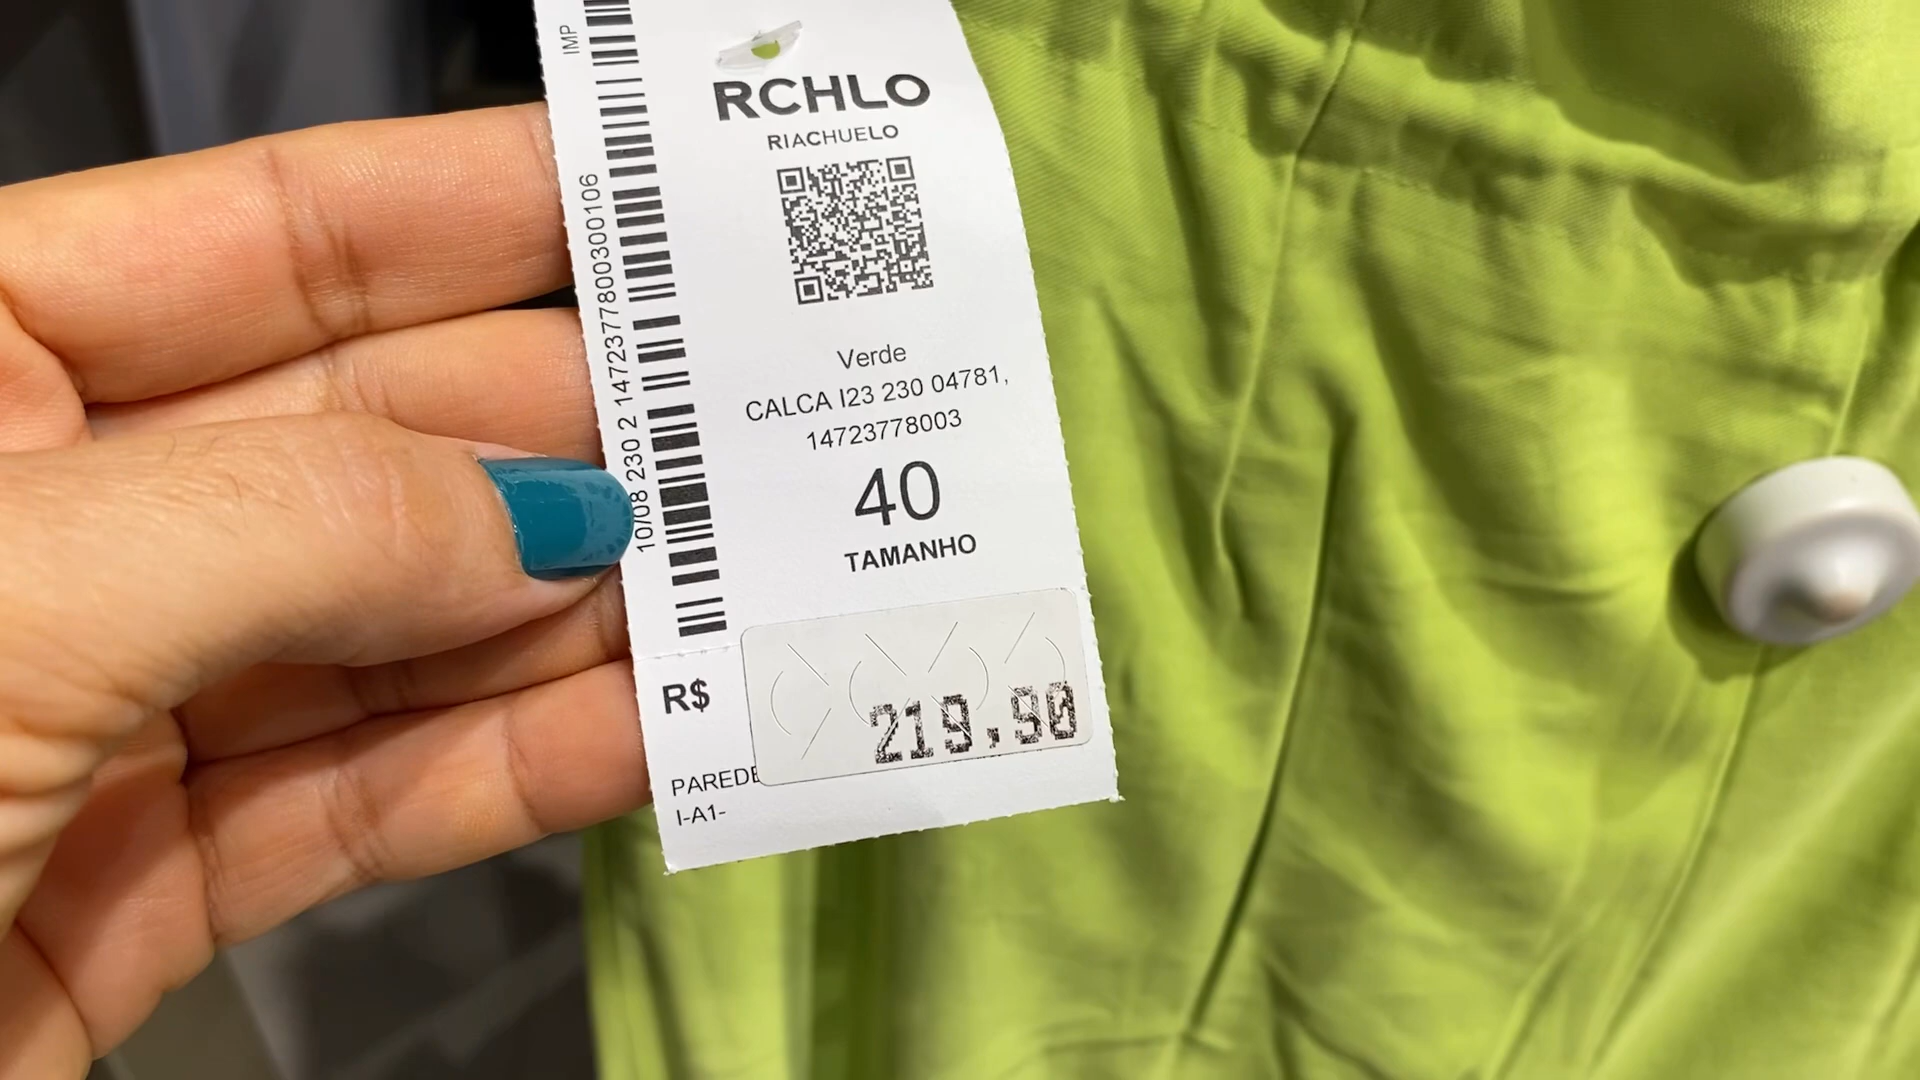 IMP
10/08 230 2 1472377800300106
RCHLO
RIACHUELO
Verde
CALCA I23 230 04781,
14723778003
40
TAMANHO
R$
219,90
PAREDE
I-A1-